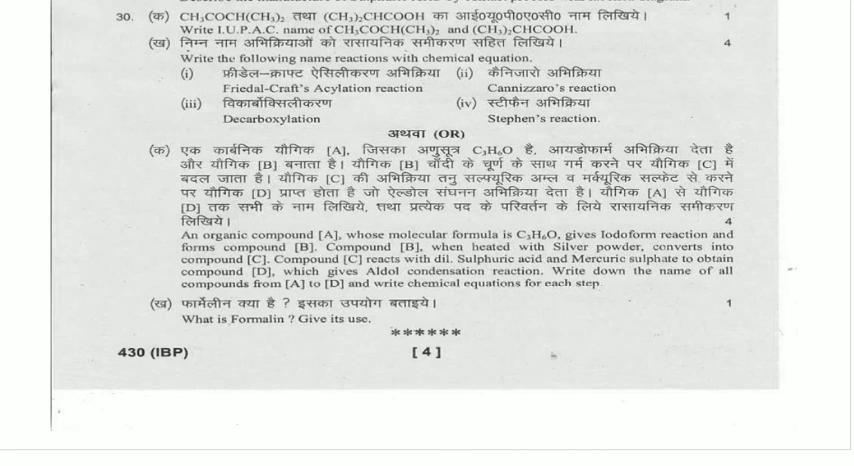 30. (क) CH₃COCH(CH₃)₂ तथा (CH₃)₂CHCOOH का आई०यू०पी०ए०सी० नाम लिखिये। 1
Write I.U.P.A.C. name of CH₃COCH(CH₃)₂ and (CH₃)₂CHCOOH.
(ख) निम्न नाम अभिक्रियाओं को रासायनिक समीकरण सहित लिखिये। 4
Write the following name reactions with chemical equation.
(i) फ्रीडेल–क्राफ्ट ऐसिलीकरण अभिक्रिया (ii) कैनिजारो अभिक्रिया
Friedal-Craft's Acylation reaction Cannizzaro's reaction
(iii) विकार्बोक्सिलीकरण (iv) स्टीफैन अभिक्रिया
Decarboxylation Stephen's reaction.
अथवा (OR)
(क) एक कार्बनिक यौगिक [A], जिसका अणुसूत्र C₃H₆O है, आयडोफार्म अभिक्रिया देता है
और यौगिक [B] बनाता है। यौगिक [B] चाँदी के चूर्ण के साथ गर्म करने पर यौगिक [C] में
बदल जाता है। यौगिक [C] की अभिक्रिया तनु सल्फ्यूरिक अम्ल व मर्क्यूरिक सल्फेट से करने
पर यौगिक [D] प्राप्त होता है जो ऐल्डोल संघनन अभिक्रिया देता है। यौगिक [A] से यौगिक
[D] तक सभी के नाम लिखिये, तथा प्रत्येक पद के परिवर्तन के लिये रासायनिक समीकरण
लिखिये। 4
An organic compound [A], whose molecular formula is C₃H₆O, gives Iodoform reaction and
forms compound [B]. Compound [B], when heated with Silver powder, converts into
compound [C]. Compound [C] reacts with dil. Sulphuric acid and Mercuric sulphate to obtain
compound [D], which gives Aldol condensation reaction. Write down the name of all
compounds from [A] to [D] and write chemical equations for each step.
(ख) फार्मेलीन क्या है ? इसका उपयोग बताइये। 1
What is Formalin ? Give its use.
******
430 (IBP) [ 4 ]